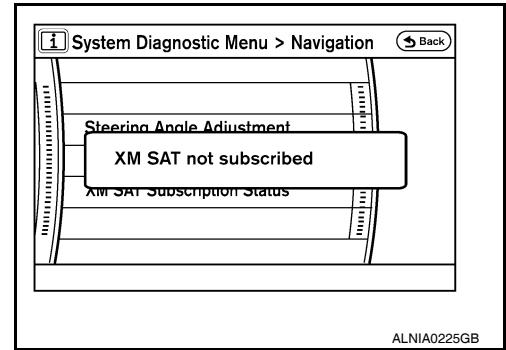 i System Diagnostic Menu > Navigation Back
Steering Angle Adjustment
XM SAT not subscribed
XM SAT Subscription Status
ALNIA0225GB